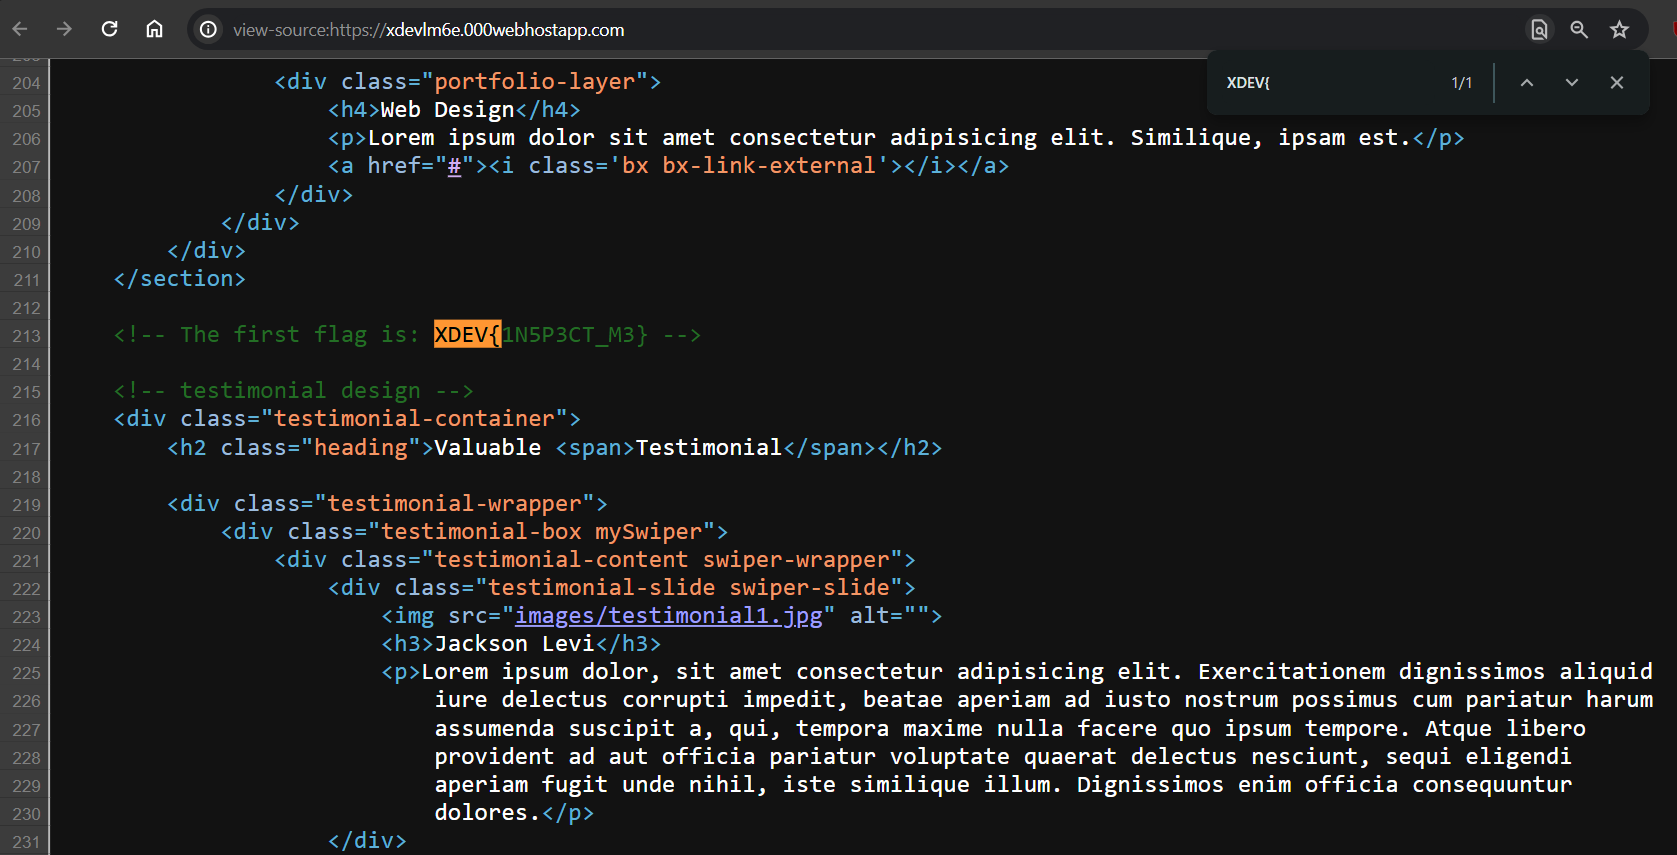 view-source:https://xdevlm6e.000webhostapp.com
XDEV{ 1/1
204 <div class="portfolio-layer">
205 <h4>Web Design</h4>
206 <p>Lorem ipsum dolor sit amet consectetur adipisicing elit. Similique, ipsam est.</p>
207 <a href="#"><i class='bx bx-link-external'></i></a>
208 </div>
209 </div>
210 </div>
211 </section>
212
213 <!-- The first flag is: XDEV{1N5P3CT_M3} -->
214
215 <!-- testimonial design -->
216 <div class="testimonial-container">
217 <h2 class="heading">Valuable <span>Testimonial</span></h2>
218
219 <div class="testimonial-wrapper">
220 <div class="testimonial-box mySwiper">
221 <div class="testimonial-content swiper-wrapper">
222 <div class="testimonial-slide swiper-slide">
223 <img src="images/testimonial1.jpg" alt="">
224 <h3>Jackson Levi</h3>
225 <p>Lorem ipsum dolor, sit amet consectetur adipisicing elit. Exercitationem dignissimos aliquid
226 iure delectus corrupti impedit, beatae aperiam ad iusto nostrum possimus cum pariatur harum
227 assumenda suscipit a, qui, tempora maxime nulla facere quo ipsum tempore. Atque libero
228 provident ad aut officia pariatur voluptate quaerat delectus nesciunt, sequi eligendi
229 aperiam fugit unde nihil, iste similique illum. Dignissimos enim officia consequuntur
230 dolores.</p>
231 </div>